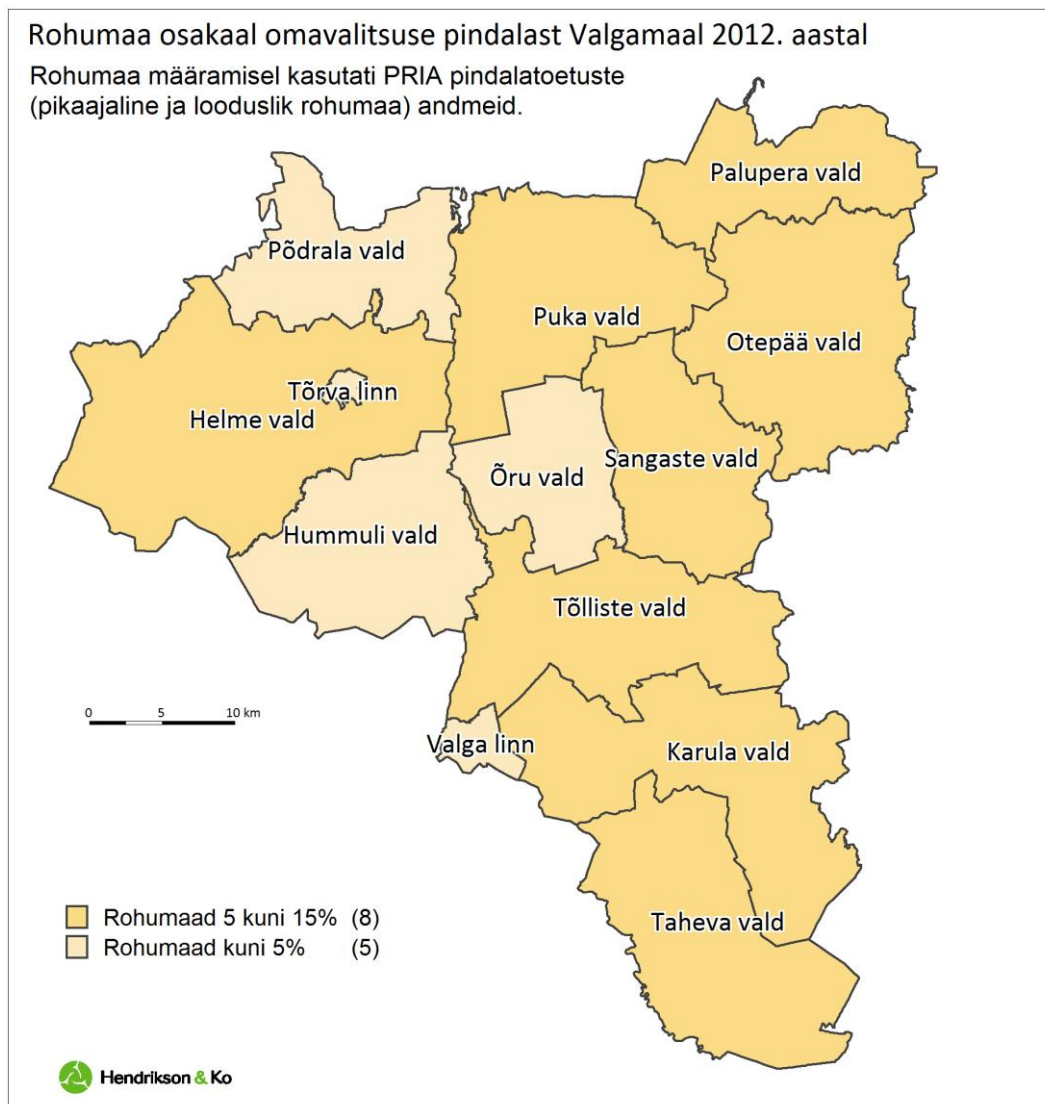 Rohumaa osakaal omavalitsuse pindalast Valgamaal 2012. aastal
Rohumaa määramisel kasutati PRIA pindalatoetuste
(pikaajaline ja looduslik rohumaa) andmeid.
Palupera vald
Põdrala vald
Puka vald
Otepää vald
Tõrva linn
Helme vald
Sangaste vald
Õru vald
Hummuli vald
Tõlliste vald
0 5 10 km
Valga linn
Karula vald
Taheva vald
Rohumaad 5 kuni 15% (8)
Rohumaad kuni 5% (5)
Hendrikson & Ko